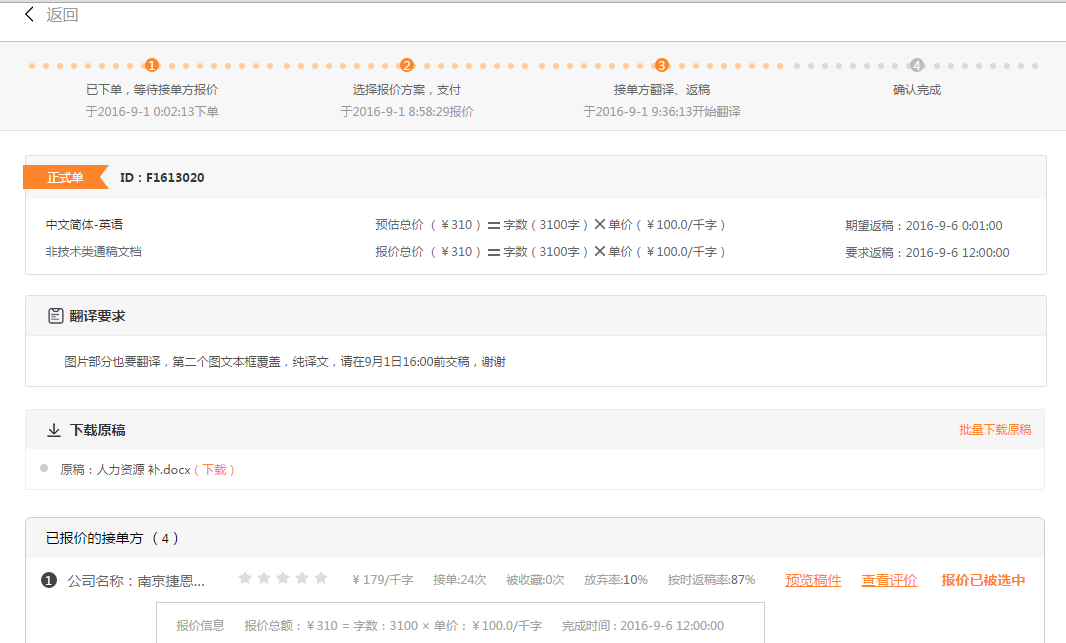 返回
1 2 3 4
已下单，等待接单方报价 选择报价方案，支付 接单方翻译、返稿 确认完成
于2016-9-1 0:02:13下单 于2016-9-1 8:58:29报价 于2016-9-1 9:36:13开始翻译
正式单 ID：F1613020
中文简体-英语 预估总价（￥310）＝字数（3100字）×单价（￥100.0/千字） 期望返稿：2016-9-6 0:01:00
非技术类通稿文档 报价总价（￥310）＝字数（3100字）×单价（￥100.0/千字） 要求返稿：2016-9-6 12:00:00
翻译要求
图片部分也要翻译，第二个图文本框覆盖，纯译文，请在9月1日16:00前交稿，谢谢
下载原稿 批量下载原稿
原稿：人力资源 补.docx（下载）
已报价的接单方（4）
1 公司名称：南京捷恩... ￥179/千字 接单:24次 被收藏:0次 放弃率:10% 按时返稿率:87% 预览稿件 查看评价 报价已被选中
报价信息 报价总额：￥310 = 字数：3100 × 单价：￥100.0/千字 完成时间：2016-9-6 12:00:00